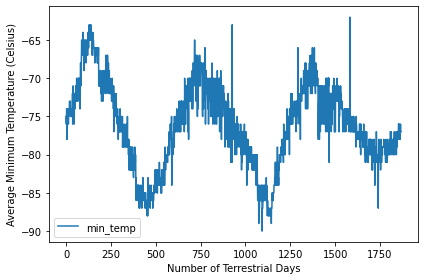 Average Minimum Temperature (Celsius)
−65
−70
−75
−80
−85
−90
min_temp
0 250 500 750 1000 1250 1500 1750
Number of Terrestrial Days